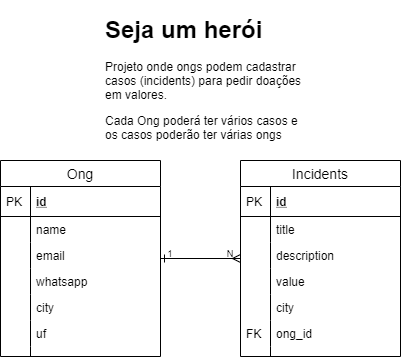 Seja um herói
Projeto onde ongs podem cadastrar
casos (incidents) para pedir doações
em valores.
Cada Ong poderá ter vários casos e
os casos poderão ter várias ongs
Ong
PK id
name
email
whatsapp
city
uf
1 N
Incidents
PK id
title
description
value
city
FK ong_id